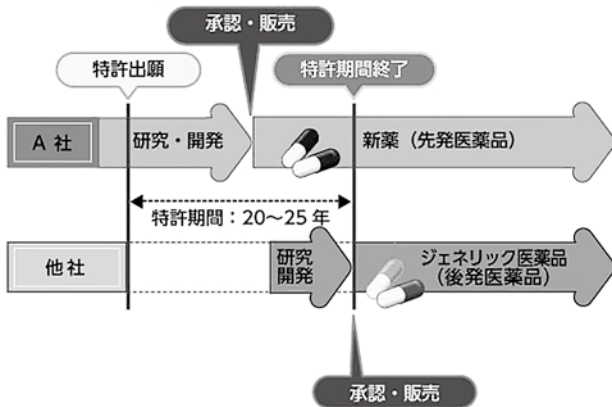 承認・販売
特許出願
特許期間終了
A 社
研究・開発
新薬(先発医薬品)
特許期間:20〜25 年
他社
研究
開発
ジェネリック医薬品
(後発医薬品)
承認・販売